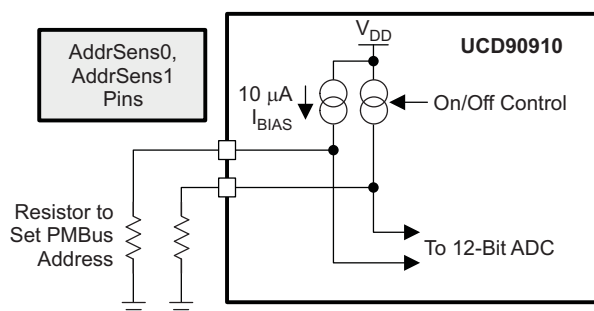 AddrSens0,
AddrSens1
Pins
V_DD
UCD90910
10 μA
I_BIAS
On/Off Control
Resistor to
Set PMBus
Address
To 12-Bit ADC